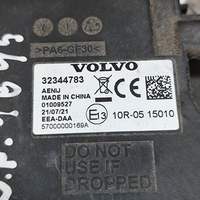 >PA6-GF30<
VOLVO
32344783
AENIJ
MADE IN CHINA
01009527
21/07/21
EEA-DAA
57000000169A
E13 10R-05 15010
DO NOT
USE IF
DROPPED